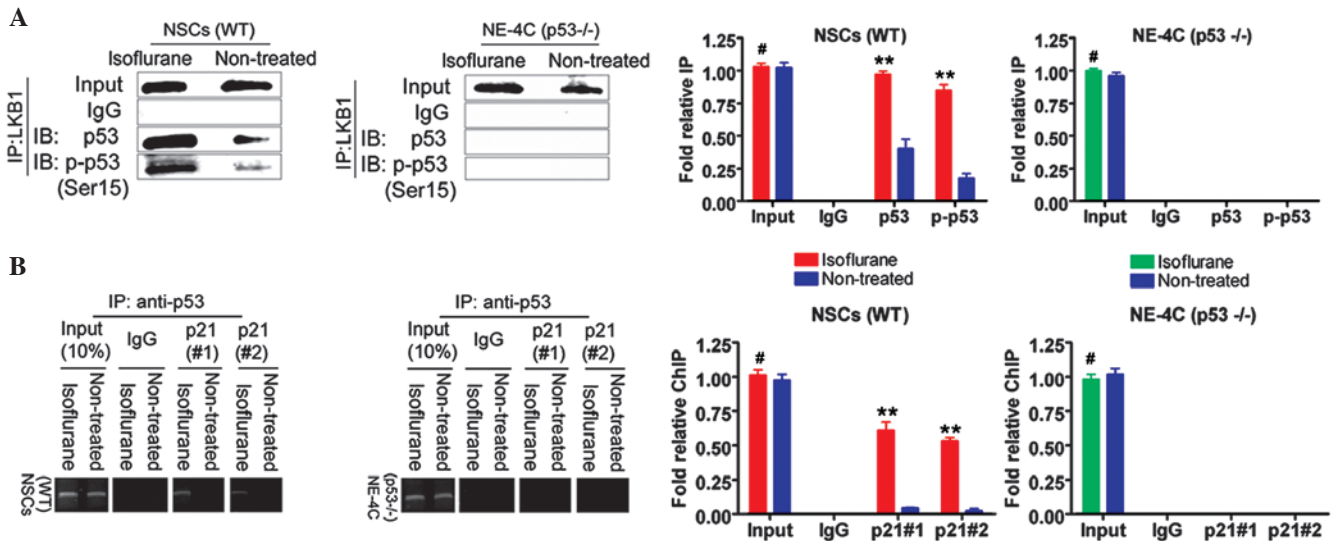 A
NSCs (WT)
Isoflurane Non-treated
IP:LKB1
Input
IgG
IB: p53
IB: p-p53
(Ser15)
NE-4C (p53-/-)
Isoflurane Non-treated
IP:LKB1
Input
IgG
IB: p53
IB: p-p53
(Ser15)
NSCs (WT)
Fold relative IP
1.25
1.00
0.75
0.50
0.25
0.00
#
**
**
Input IgG p53 p-p53
Isoflurane
Non-treated
NE-4C (p53 -/-)
Fold relative IP
1.25
1.00
0.75
0.50
0.25
0.00
#
Input IgG p53 p-p53
Isoflurane
Non-treated
B
IP: anti-p53
Input
(10%)
IgG
p21
(#1)
p21
(#2)
Isoflurane
Non-treated
Isoflurane
Non-treated
Isoflurane
Non-treated
Isoflurane
Non-treated
NSCs
(WT)
IP: anti-p53
Input
(10%)
IgG
p21
(#1)
p21
(#2)
Isoflurane
Non-treated
Isoflurane
Non-treated
Isoflurane
Non-treated
Isoflurane
Non-treated
NE-4C
(p53-/-)
NSCs (WT)
Fold relative ChIP
1.25
1.00
0.75
0.50
0.25
0.00
#
**
**
Input IgG p21#1 p21#2
NE-4C (p53 -/-)
Fold relative ChIP
1.25
1.00
0.75
0.50
0.25
0.00
#
Input IgG p21#1 p21#2